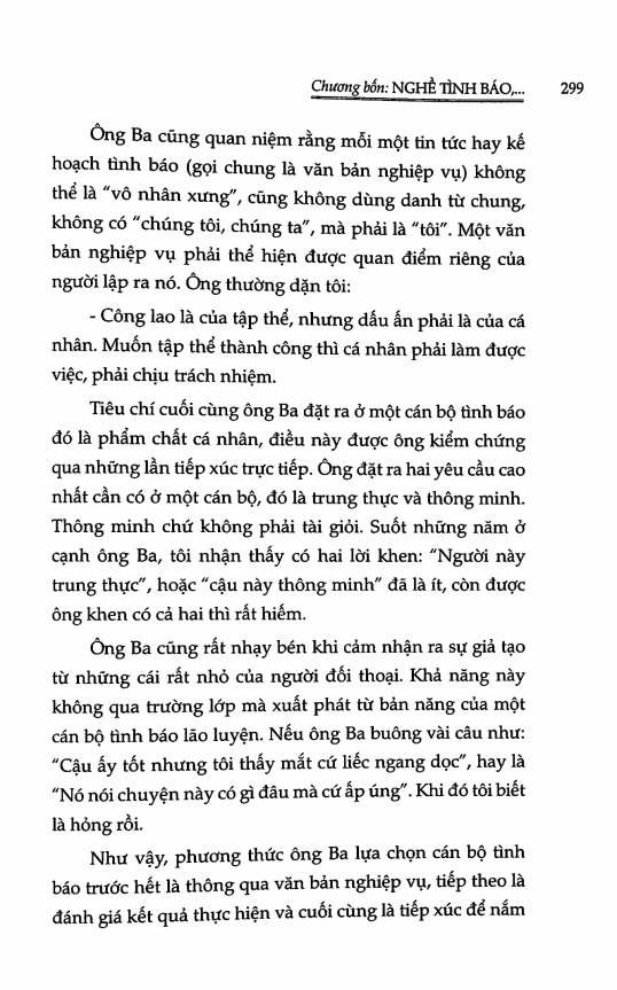 Chương bốn: NGHỀ TÌNH BÁO,... 299
Ông Ba cũng quan niệm rằng mỗi một tin tức hay kế
hoạch tình báo (gọi chung là văn bản nghiệp vụ) không
thể là "vô nhân xưng", cũng không dùng danh từ chung,
không có "chúng tôi, chúng ta", mà phải là "tôi". Một văn
bản nghiệp vụ phải thể hiện được quan điểm riêng của
người lập ra nó. Ông thường dặn tôi:
- Công lao là của tập thể, nhưng dấu ấn phải là của cá
nhân. Muốn tập thể thành công thì cá nhân phải làm được
việc, phải chịu trách nhiệm.
Tiêu chí cuối cùng ông Ba đặt ra ở một cán bộ tình báo
đó là phẩm chất cá nhân, điều này được ông kiểm chứng
qua những lần tiếp xúc trực tiếp. Ông đặt ra hai yêu cầu cao
nhất cần có ở một cán bộ, đó là trung thực và thông minh.
Thông minh chứ không phải tài giỏi. Suốt những năm ở
cạnh ông Ba, tôi nhận thấy có hai lời khen: "Người này
trung thực", hoặc "cậu này thông minh" đã là ít, còn được
ông khen có cả hai thì rất hiếm.
Ông Ba cũng rất nhạy bén khi cảm nhận ra sự giả tạo
từ những cái rất nhỏ của người đối thoại. Khả năng này
không qua trường lớp mà xuất phát từ bản năng của một
cán bộ tình báo lão luyện. Nếu ông Ba buông vài câu như:
"Cậu ấy tốt nhưng tôi thấy mắt cứ liếc ngang dọc", hay là
"Nó nói chuyện này có gì đâu mà cứ ấp úng". Khi đó tôi biết
là hỏng rồi.
Như vậy, phương thức ông Ba lựa chọn cán bộ tình
báo trước hết là thông qua văn bản nghiệp vụ, tiếp theo là
đánh giá kết quả thực hiện và cuối cùng là tiếp xúc để nắm